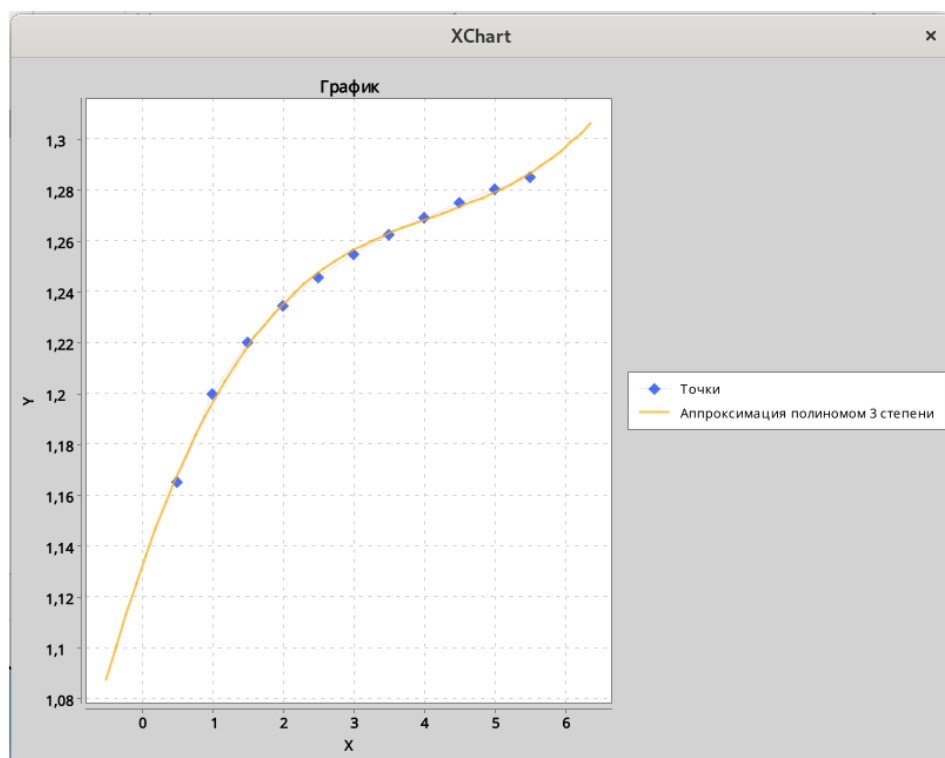 XChart
×
График
1,3
1,28
1,26
1,24
1,22
1,2
1,18
1,16
1,14
1,12
1,1
1,08
Y
0 1 2 3 4 5 6
X
Точки
Аппроксимация полиномом 3 степени